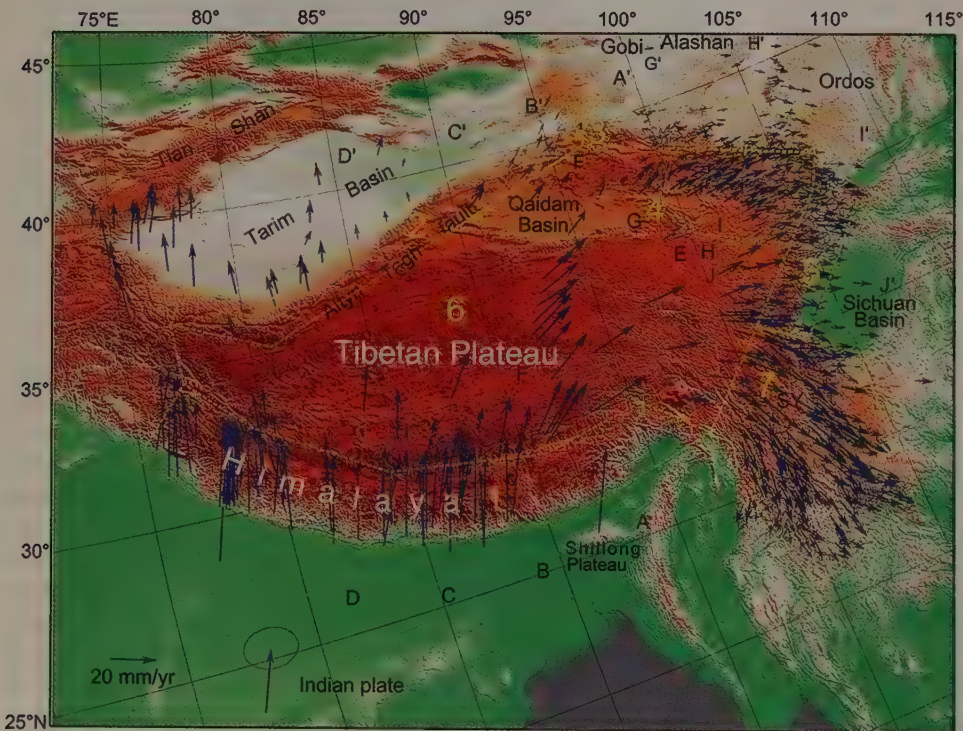 75°E 80° 85° 90° 95° 100° 105° 110° 115°
45°
40°
35°
30°
25°N
Gobi-Alashan H'
G'
A'
Ordos
B'
I'
C'
Tian Shan
D'
Tarim Basin
F
Qaidam
Basin
G
I
E H
J
Altyn Tagh Fault
J'
Sichuan
Basin
6
Tibetan Plateau
Himalaya
A
Shillong
Plateau
B
C
D
20 mm/yr
Indian plate